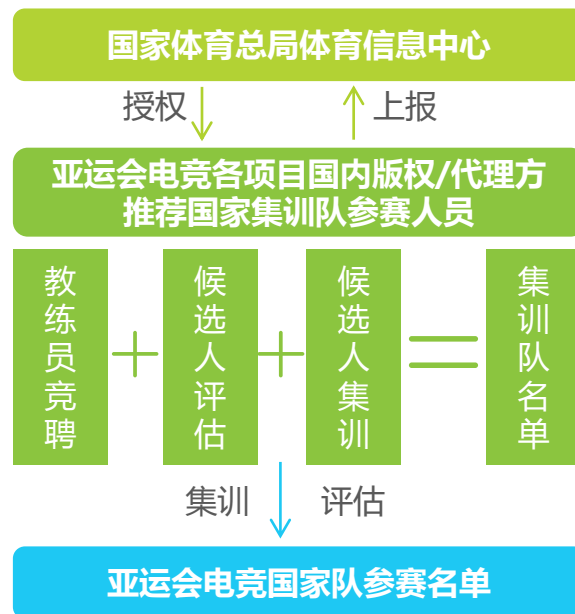 国家体育总局体育信息中心
授权
上报
亚运会电竞各项目国内版权/代理方
推荐国家集训队参赛人员
教练员竞聘
候选人评估
候选人集训
集训队名单
集训
评估
亚运会电竞国家队参赛名单